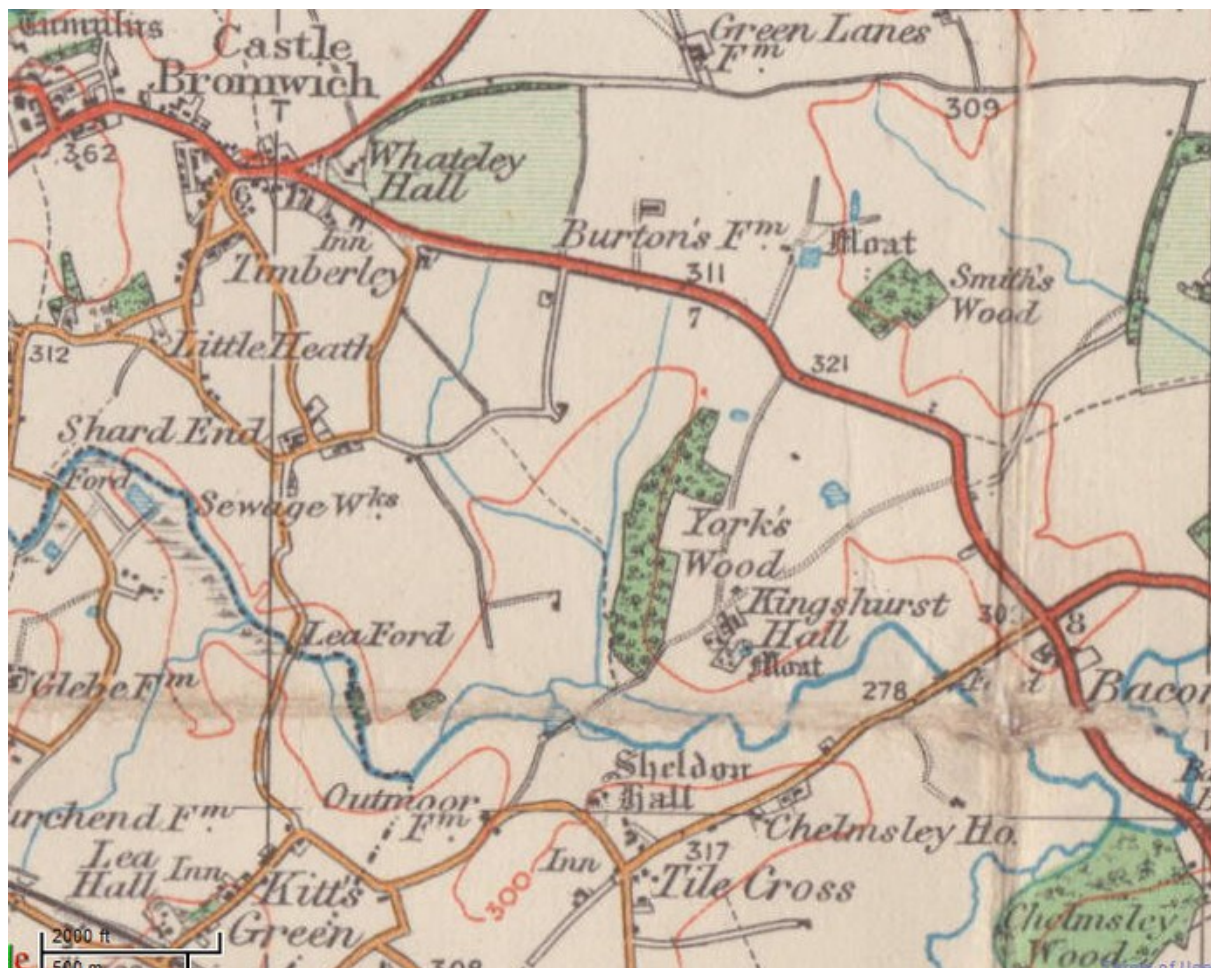 Tumulus
Castle
Bromwich
T
Green Lanes
Fm
309
362
Whateley
Hall
Burton's Fm
Moat
Inn
Timberley
311
7
Smith's
Wood
312
Little Heath
321
Shard End
Ford
Sewage Wks
York's
Wood
Kingshurst
Hall
Moat
Lea Ford
8
278
Glebe Fm
Sheldon
Hall
Outmoor
Fm
Chelmsley Ho.
Lea
Hall
Inn
Kitt's
Green
300
Inn
317
Tile Cross
Chelmsley
Wood
308
2000 ft
500 m